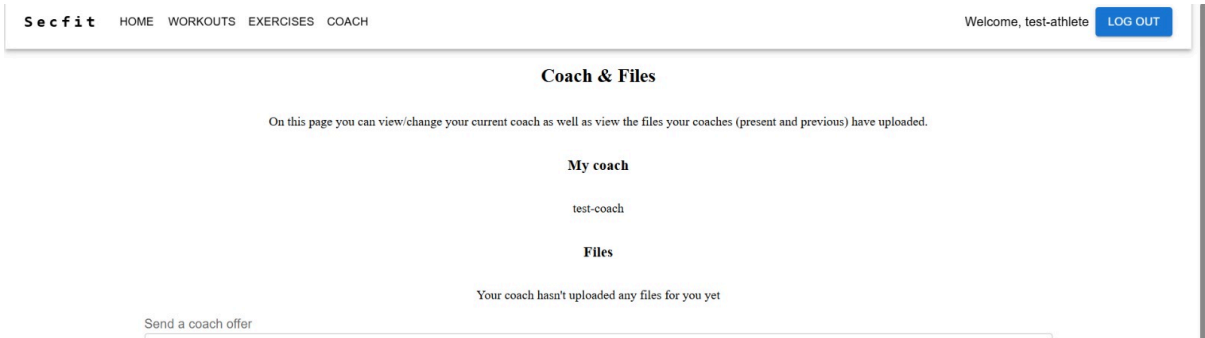 Secfit HOME WORKOUTS EXERCISES COACH Welcome, test-athlete LOG OUT
Coach & Files
On this page you can view/change your current coach as well as view the files your coaches (present and previous) have uploaded.
My coach
test-coach
Files
Your coach hasn't uploaded any files for you yet
Send a coach offer